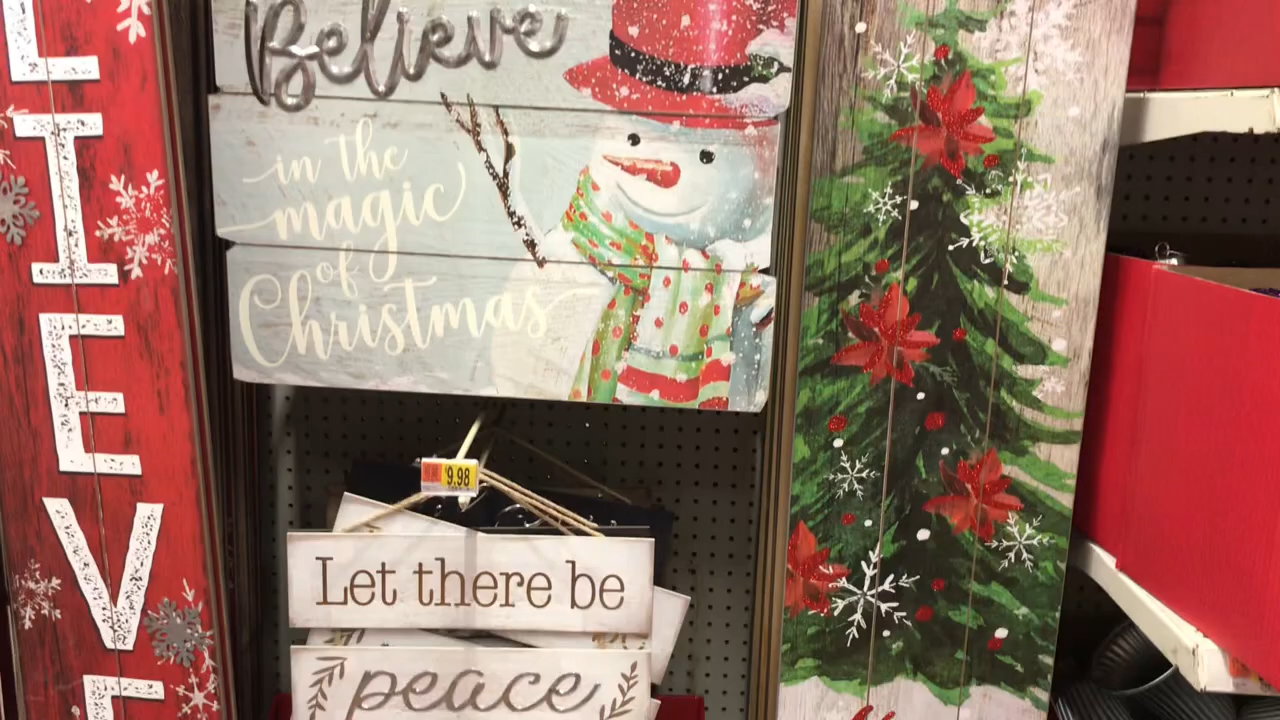 L
I
E
V
E
Believe
in the
magic
of
Christmas
9.98
Let there be
peace